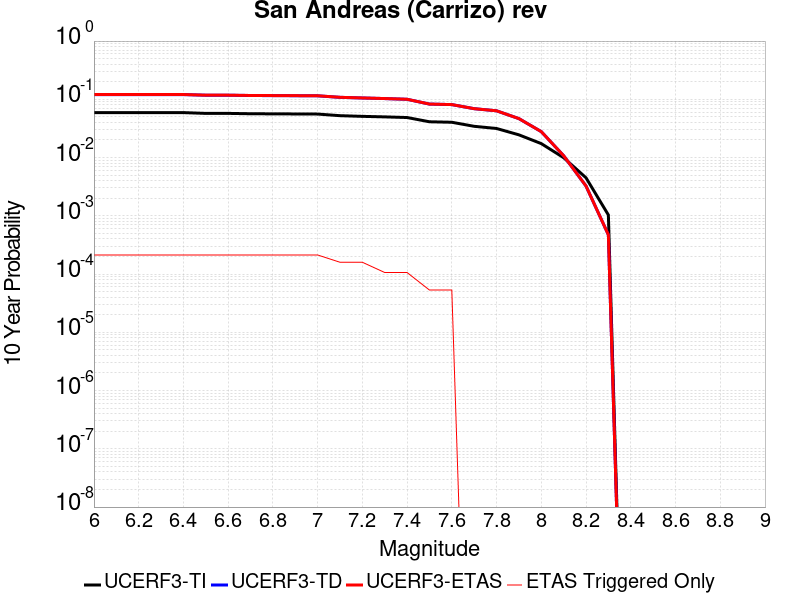 San Andreas (Carrizo) rev
10 Year Probability
10^0
10^-1
10^-2
10^-3
10^-4
10^-5
10^-6
10^-7
10^-8
6 6.2 6.4 6.6 6.8 7 7.2 7.4 7.6 7.8 8 8.2 8.4 8.6 8.8 9
Magnitude
UCERF3-TI UCERF3-TD UCERF3-ETAS ETAS Triggered Only